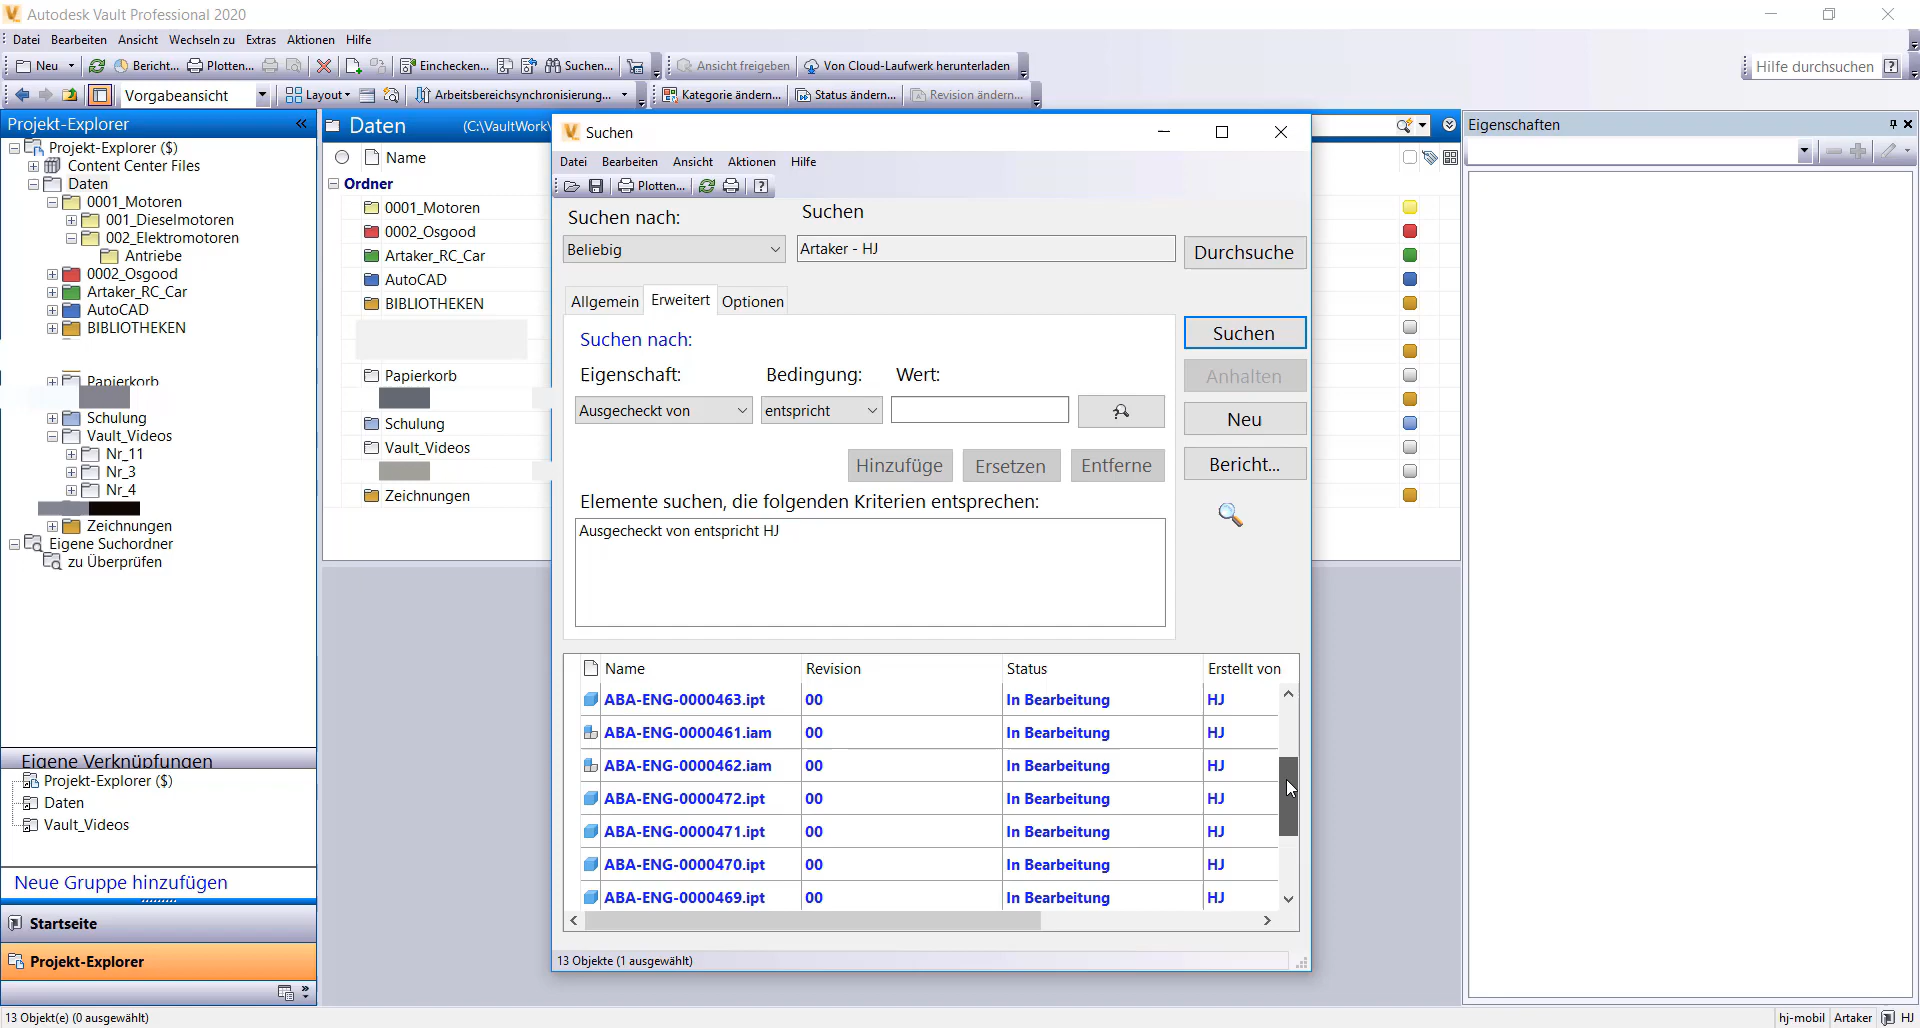 Autodesk Vault Professional 2020
Datei Bearbeiten Ansicht Wechseln zu Extras Aktionen Hilfe
Neu Bericht... Plotten... Einchecken... Suchen... Ansicht freigeben Von Cloud-Laufwerk herunterladen Hilfe durchsuchen
Vorgabeansicht Layout Arbeitsbereichsynchronisierung... Kategorie ändern... Status ändern... Revision ändern...
Projekt-Explorer
Projekt-Explorer ($)
Content Center Files
Daten
0001_Motoren
001_Dieselmotoren
002_Elektromotoren
Antriebe
0002_Osgood
Artaker_RC_Car
AutoCAD
BIBLIOTHEKEN
Papierkorb
Schulung
Vault_Videos
Nr_11
Nr_3
Nr_4
Zeichnungen
Eigene Suchordner
zu Überprüfen
Eigene Verknüpfungen
Projekt-Explorer ($)
Daten
Vault_Videos
Neue Gruppe hinzufügen
Startseite
Projekt-Explorer
Daten (C:\VaultWork\
Name
Ordner
0001_Motoren
0002_Osgood
Artaker_RC_Car
AutoCAD
BIBLIOTHEKEN
Papierkorb
Schulung
Vault_Videos
Zeichnungen
Suchen
Datei Bearbeiten Ansicht Aktionen Hilfe
Plotten...
Suchen nach: Suchen
Beliebig Artaker - HJ Durchsuche
Allgemein Erweitert Optionen
Suchen nach: Suchen
Eigenschaft: Bedingung: Wert: Anhalten
Ausgecheckt von entspricht Neu
Hinzufüge Ersetzen Entferne Bericht...
Elemente suchen, die folgenden Kriterien entsprechen:
Ausgecheckt von entspricht HJ
Name Revision Status Erstellt von
ABA-ENG-0000463.ipt 00 In Bearbeitung HJ
ABA-ENG-0000461.iam 00 In Bearbeitung HJ
ABA-ENG-0000462.iam 00 In Bearbeitung HJ
ABA-ENG-0000472.ipt 00 In Bearbeitung HJ
ABA-ENG-0000471.ipt 00 In Bearbeitung HJ
ABA-ENG-0000470.ipt 00 In Bearbeitung HJ
ABA-ENG-0000469.ipt 00 In Bearbeitung HJ
13 Objekte (1 ausgewählt)
Eigenschaften
13 Objekt(e) (0 ausgewählt) hj-mobil Artaker HJ